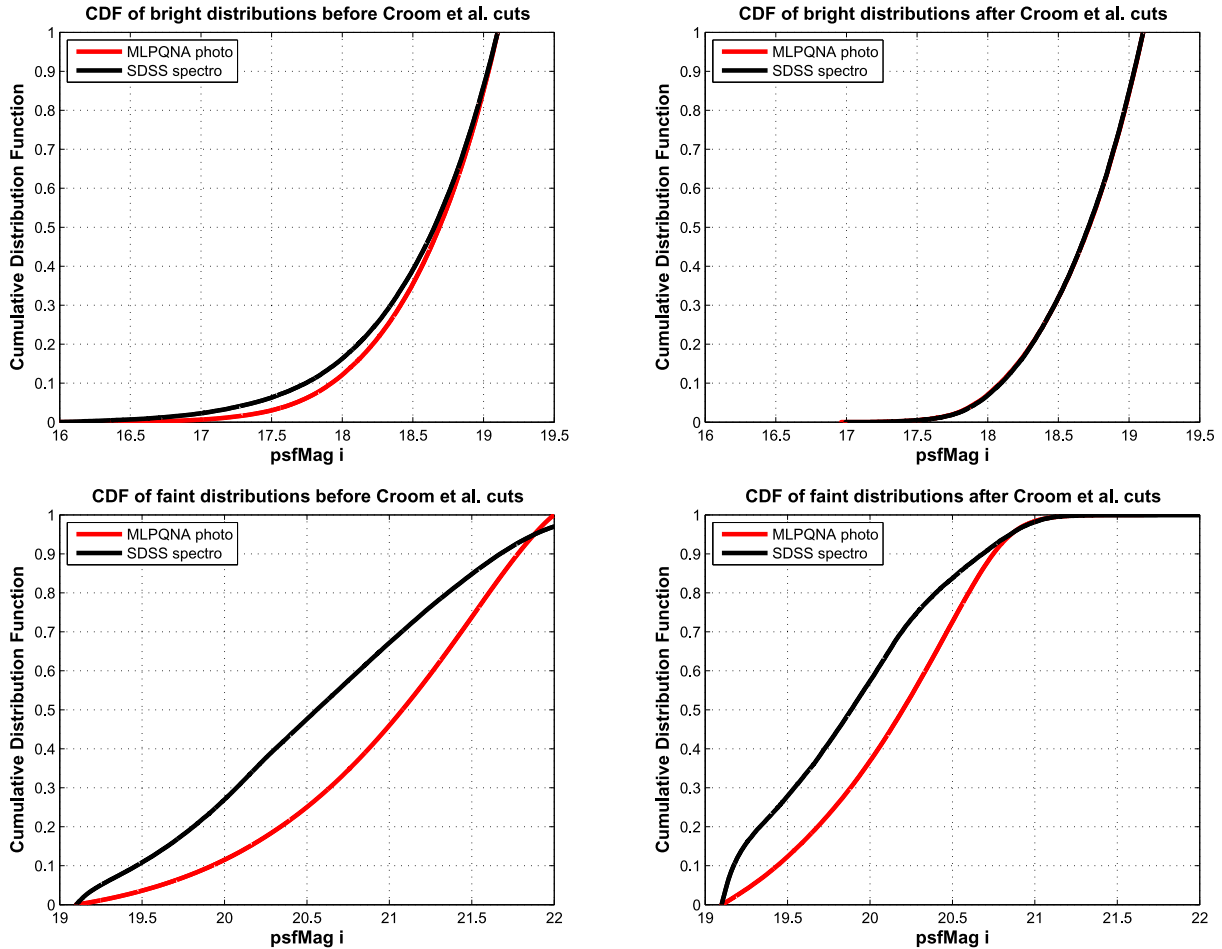 CDF of bright distributions before Croom et al. cuts
MLPQNA photo
SDSS spectro
Cumulative Distribution Function
1
0.9
0.8
0.7
0.6
0.5
0.4
0.3
0.2
0.1
0
16 16.5 17 17.5 18 18.5 19 19.5
psfMag i
CDF of bright distributions after Croom et al. cuts
MLPQNA photo
SDSS spectro
Cumulative Distribution Function
1
0.9
0.8
0.7
0.6
0.5
0.4
0.3
0.2
0.1
0
16 16.5 17 17.5 18 18.5 19 19.5
psfMag i
CDF of faint distributions before Croom et al. cuts
MLPQNA photo
SDSS spectro
Cumulative Distribution Function
1
0.9
0.8
0.7
0.6
0.5
0.4
0.3
0.2
0.1
0
19 19.5 20 20.5 21 21.5 22
psfMag i
CDF of faint distributions after Croom et al. cuts
MLPQNA photo
SDSS spectro
Cumulative Distribution Function
1
0.9
0.8
0.7
0.6
0.5
0.4
0.3
0.2
0.1
0
19 19.5 20 20.5 21 21.5 22
psfMag i